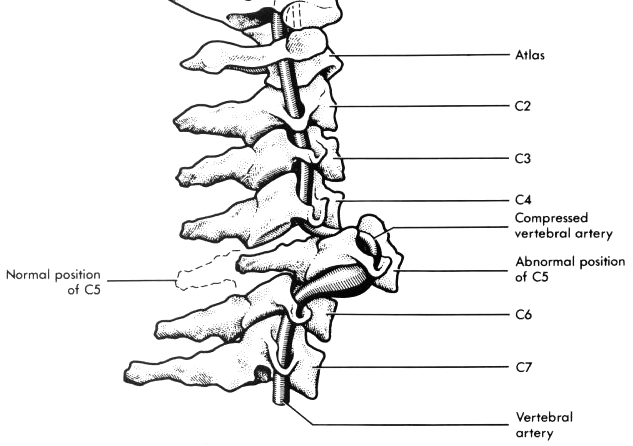 Atlas
C2
C3
C4
Compressed
vertebral artery
Normal position
of C5
Abnormal position
of C5
C6
C7
Vertebral
artery